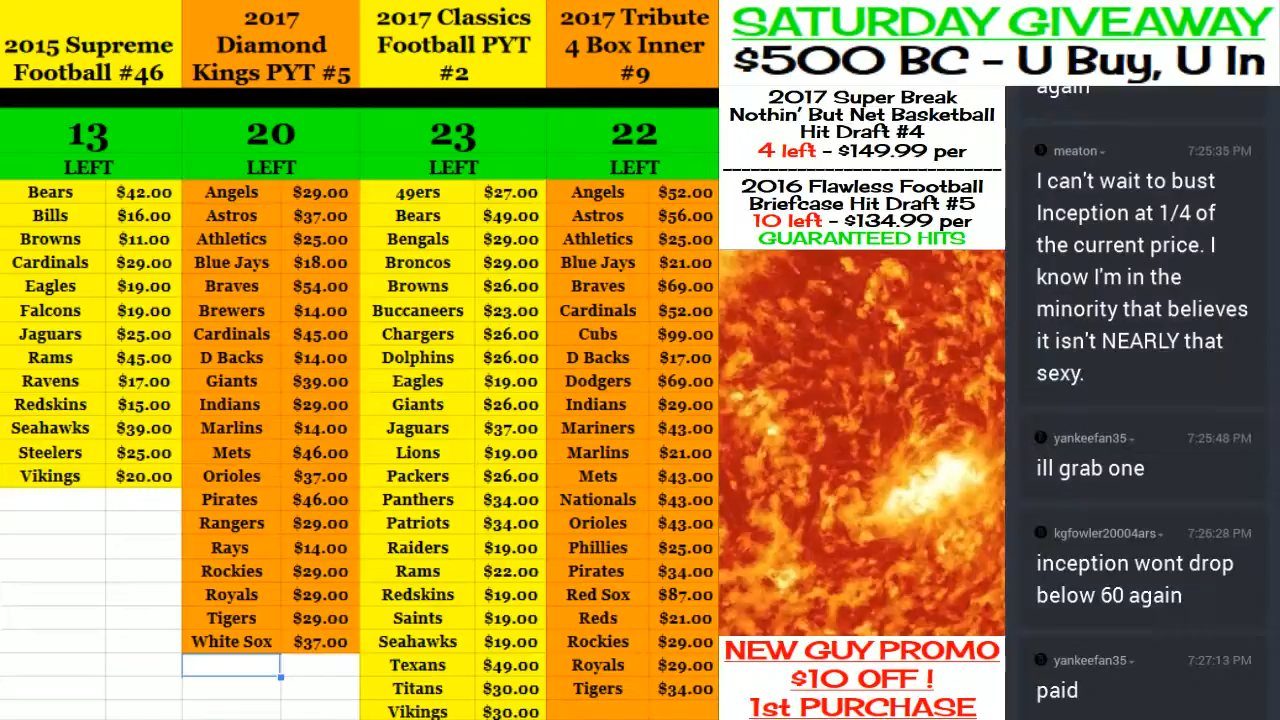 2015 Supreme
Football #46
13
LEFT
Bears $42.00
Bills $16.00
Browns $11.00
Cardinals $29.00
Eagles $19.00
Falcons $19.00
Jaguars $25.00
Rams $45.00
Ravens $17.00
Redskins $15.00
Seahawks $39.00
Steelers $25.00
Vikings $20.00
2017
Diamond
Kings PYT #5
20
LEFT
Angels $29.00
Astros $37.00
Athletics $25.00
Blue Jays $18.00
Braves $54.00
Brewers $14.00
Cardinals $45.00
D Backs $14.00
Giants $39.00
Indians $29.00
Marlins $14.00
Mets $46.00
Orioles $37.00
Pirates $46.00
Rangers $29.00
Rays $14.00
Rockies $29.00
Royals $29.00
Tigers $29.00
White Sox $37.00
2017 Classics
Football PYT
#2
23
LEFT
49ers $27.00
Bears $49.00
Bengals $29.00
Broncos $29.00
Browns $26.00
Buccaneers $23.00
Chargers $26.00
Dolphins $26.00
Eagles $19.00
Giants $26.00
Jaguars $37.00
Lions $19.00
Packers $26.00
Panthers $34.00
Patriots $34.00
Raiders $19.00
Rams $22.00
Redskins $19.00
Saints $19.00
Seahawks $19.00
Texans $49.00
Titans $30.00
Vikings $30.00
2017 Tribute
4 Box Inner
#9
22
LEFT
Angels $52.00
Astros $56.00
Athletics $25.00
Blue Jays $21.00
Braves $69.00
Cardinals $52.00
Cubs $99.00
D Backs $17.00
Dodgers $69.00
Indians $29.00
Mariners $43.00
Marlins $21.00
Mets $43.00
Nationals $43.00
Orioles $43.00
Phillies $25.00
Pirates $34.00
Red Sox $87.00
Reds $21.00
Rockies $29.00
Royals $29.00
Tigers $34.00
SATURDAY GIVEAWAY
$500 BC - U Buy, U In
2017 Super Break
Nothin' But Net Basketball
Hit Draft #4
4 left - $149.99 per
------------------------------
2016 Flawless Football
Briefcase Hit Draft #5
10 left - $134.99 per
GUARANTEED HITS
NEW GUY PROMO
$10 OFF !
1st PURCHASE
again
meaton 7:25:35 PM
I can't wait to bust
Inception at 1/4 of
the current price. I
know I'm in the
minority that believes
it isn't NEARLY that
sexy.
yankeefan35 7:25:48 PM
ill grab one
kgfowler20004ars 7:26:28 PM
inception wont drop
below 60 again
yankeefan35 7:27:13 PM
paid